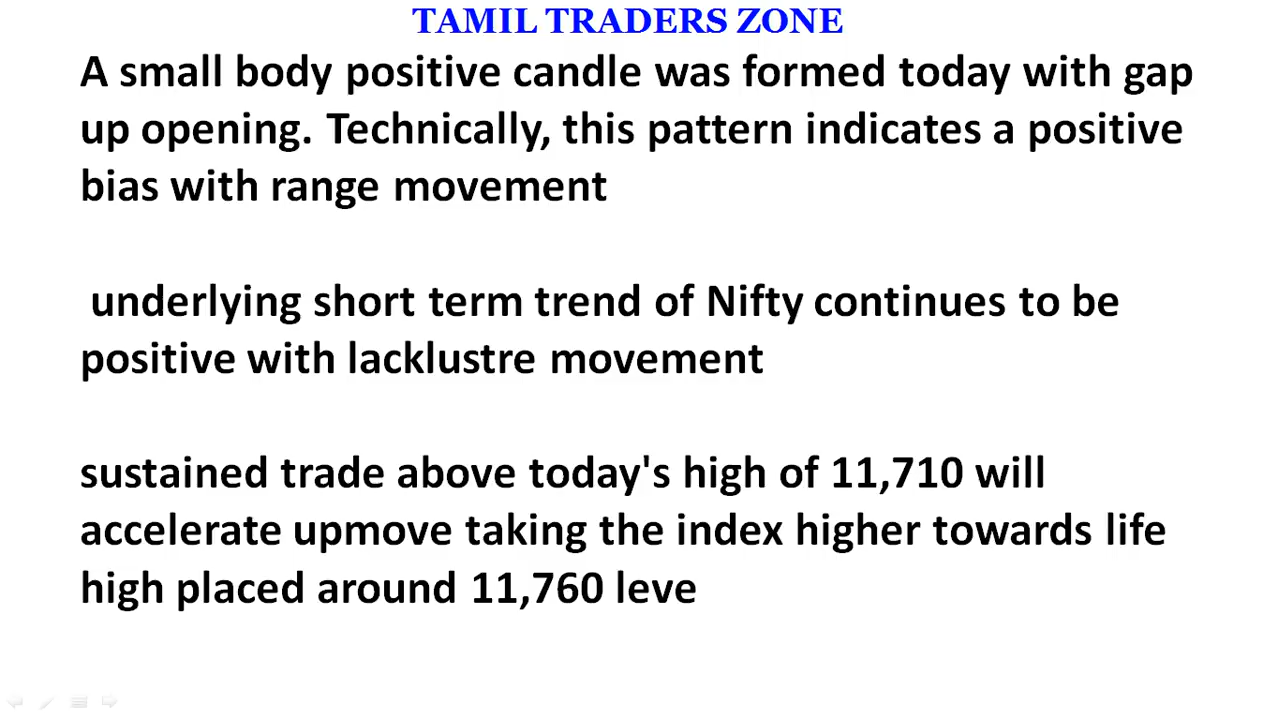 TAMIL TRADERS ZONE
A small body positive candle was formed today with gap
up opening. Technically, this pattern indicates a positive
bias with range movement
underlying short term trend of Nifty continues to be
positive with lacklustre movement
sustained trade above today's high of 11,710 will
accelerate upmove taking the index higher towards life
high placed around 11,760 leve